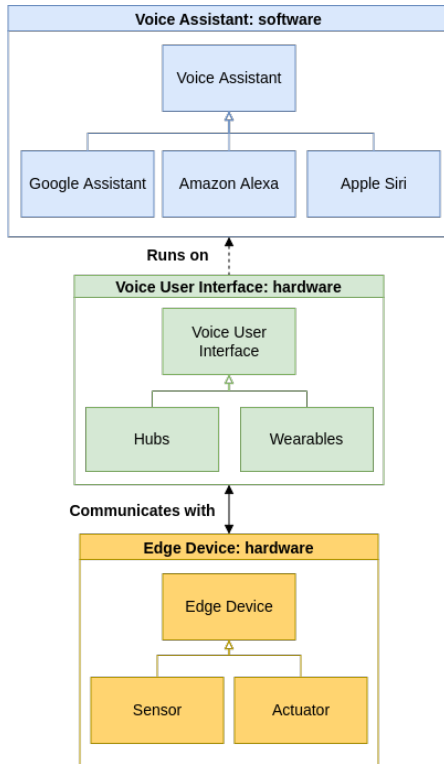 Voice Assistant: software
Voice Assistant
Google Assistant
Amazon Alexa
Apple Siri
Runs on
Voice User Interface: hardware
Voice User
Interface
Hubs
Wearables
Communicates with
Edge Device: hardware
Edge Device
Sensor
Actuator